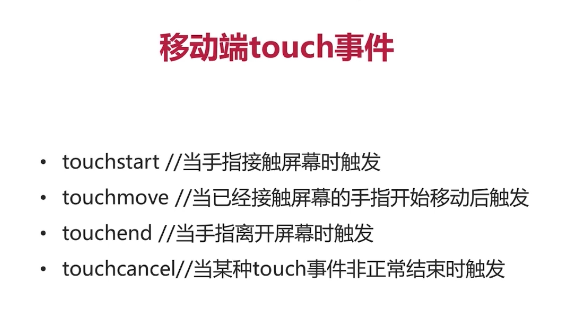 移动端touch事件
• touchstart //当手指接触屏幕时触发
• touchmove //当已经接触屏幕的手指开始移动后触发
• touchend //当手指离开屏幕时触发
• touchcancel//当某种touch事件非正常结束时触发